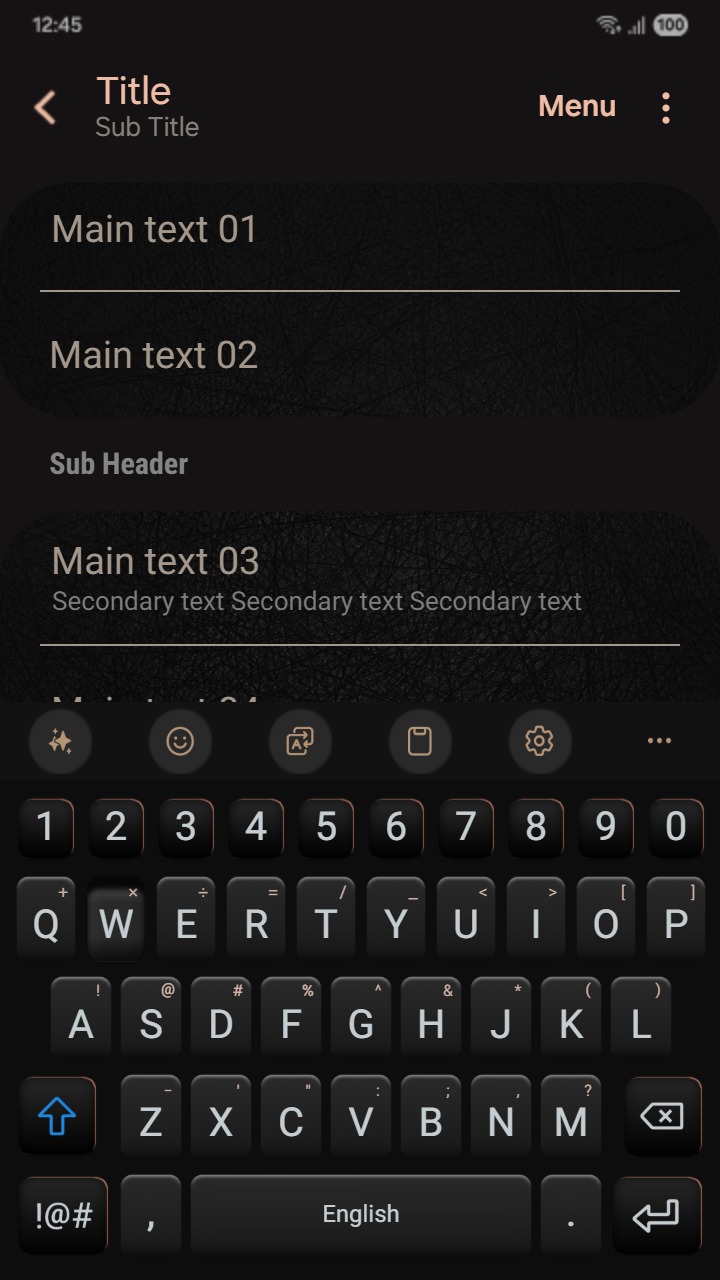 12:45 100
Title Menu
Sub Title
Main text 01
Main text 02
Sub Header
Main text 03
Secondary text Secondary text Secondary text
1 2 3 4 5 6 7 8 9 0
+ × ÷ = / _ < > [ ]
Q W E R T Y U I O P
! @ # % ^ & * ( )
A S D F G H J K L
- ' " : ; , ?
Z X C V B N M
!@# , English .